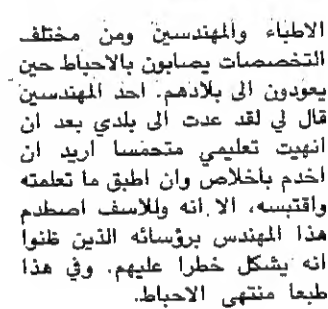 الاطباء والمهندسين ومن مختلف
التخصصات يصابون بالاحباط حين
يعودون الى بلادهم. احد المهندسين
قال لي لقد عدت الى بلدي بعد ان
انهيت تعليمي متحمسا اريد ان
اخدم باخلاص وان اطبق ما تعلمته
واقتبسه، الا انه وللاسف اصطدم
هذا المهندس برؤسائه الذين ظنوا
انه يشكل خطرا عليهم. وفي هذا
طبعا منتهى الاحباط.